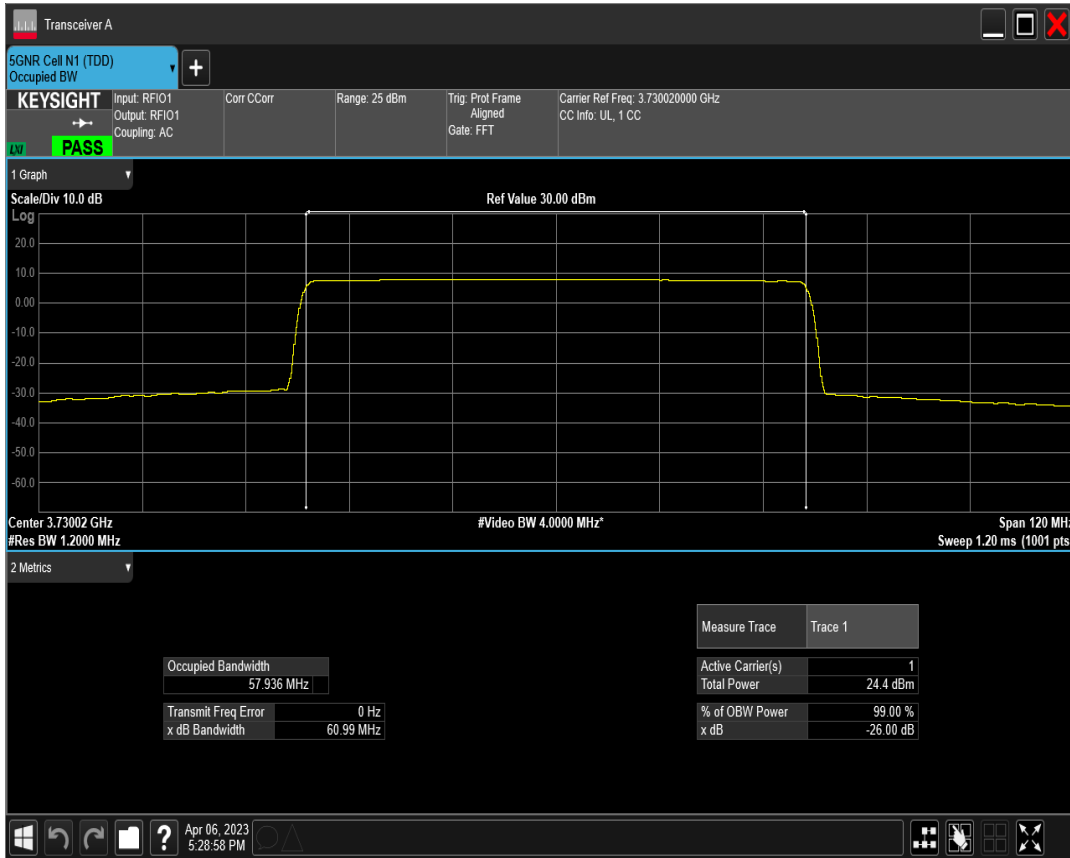 Transceiver A
5GNR Cell N1 (TDD)
Occupied BW
+
KEYSIGHT
LXI
PASS
Input: RFIO1
Output: RFIO1
Coupling: AC
Corr CCorr
Range: 25 dBm
Trig: Prot Frame
Aligned
Gate: FFT
Carrier Ref Freq: 3.730020000 GHz
CC Info: UL, 1 CC
1 Graph
Scale/Div 10.0 dB
Ref Value 30.00 dBm
Log
20.0
10.0
0.00
-10.0
-20.0
-30.0
-40.0
-50.0
-60.0
Center 3.73002 GHz
#Video BW 4.0000 MHz*
Span 120 MHz
#Res BW 1.2000 MHz
Sweep 1.20 ms (1001 pts
2 Metrics
Measure Trace Trace 1
Occupied Bandwidth
57.936 MHz
Active Carrier(s) 1
Total Power 24.4 dBm
Transmit Freq Error 0 Hz
x dB Bandwidth 60.99 MHz
% of OBW Power 99.00 %
x dB -26.00 dB
?
Apr 06, 2023
5:28:58 PM